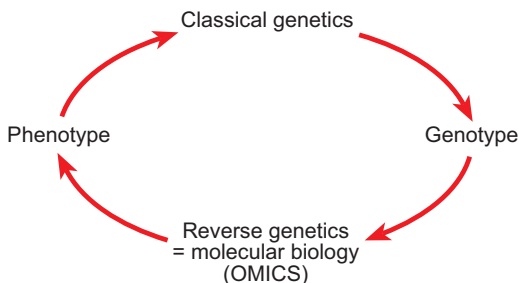 Classical genetics
Phenotype
Genotype
Reverse genetics
= molecular biology
(OMICS)